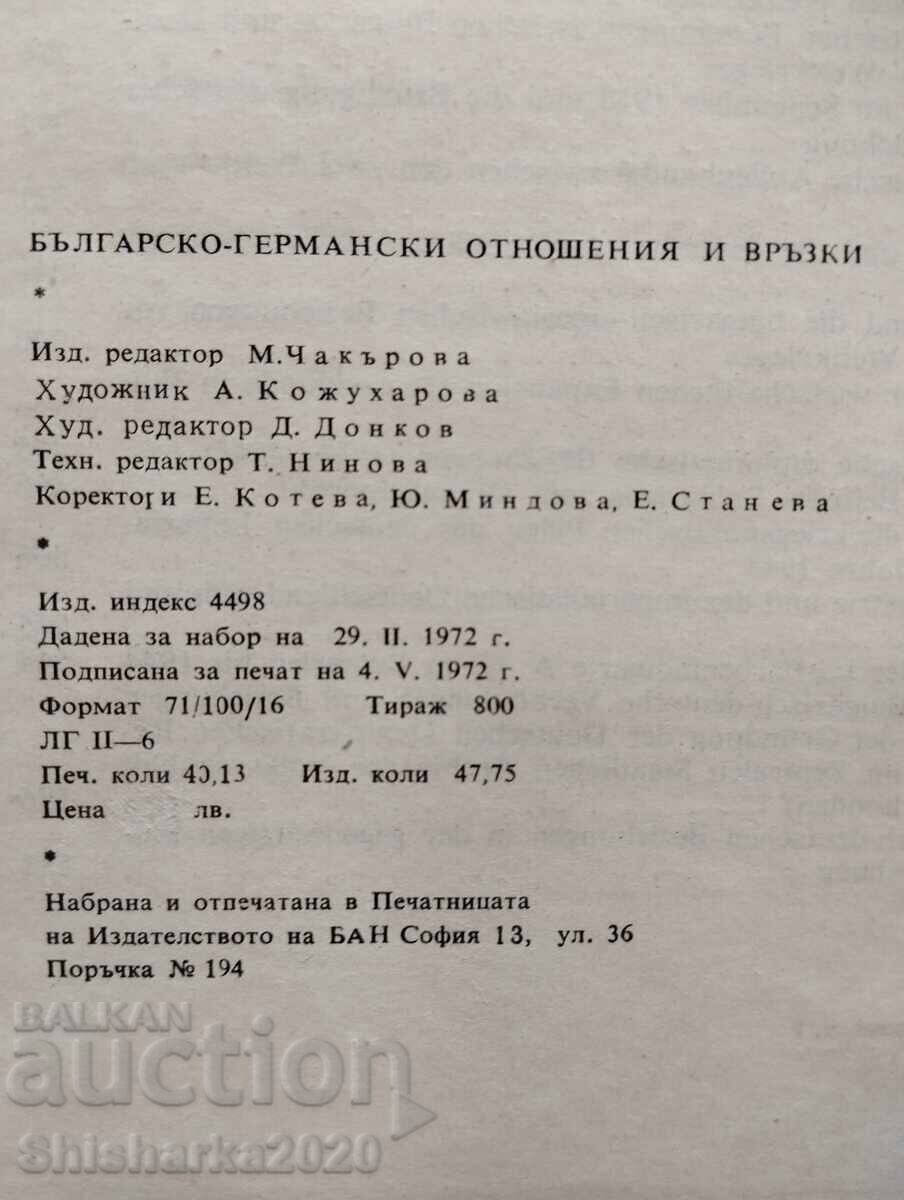 БЪЛГАРСКО-ГЕРМАНСКИ ОТНОШЕНИЯ И ВРЪЗКИ
*
Изд. редактор М. Чакърова
Художник А. Кожухарова
Худ. редактор Д. Донков
Техн. редактор Т. Нинова
Коректори Е. Котева, Ю. Миндова, Е. Станева
*
Изд. индекс 4498
Дадена за набор на 29. II. 1972 г.
Подписана за печат на 4. V. 1972 г.
Формат 71/100/16 Тираж 800
ЛГ II—6
Печ. коли 40,13 Изд. коли 47,75
Цена лв.
*
Набрана и отпечатана в Печатницата
на Издателството на БАН София 13, ул. 36
Поръчка № 194
BALKAN
auction
Shisharka2020